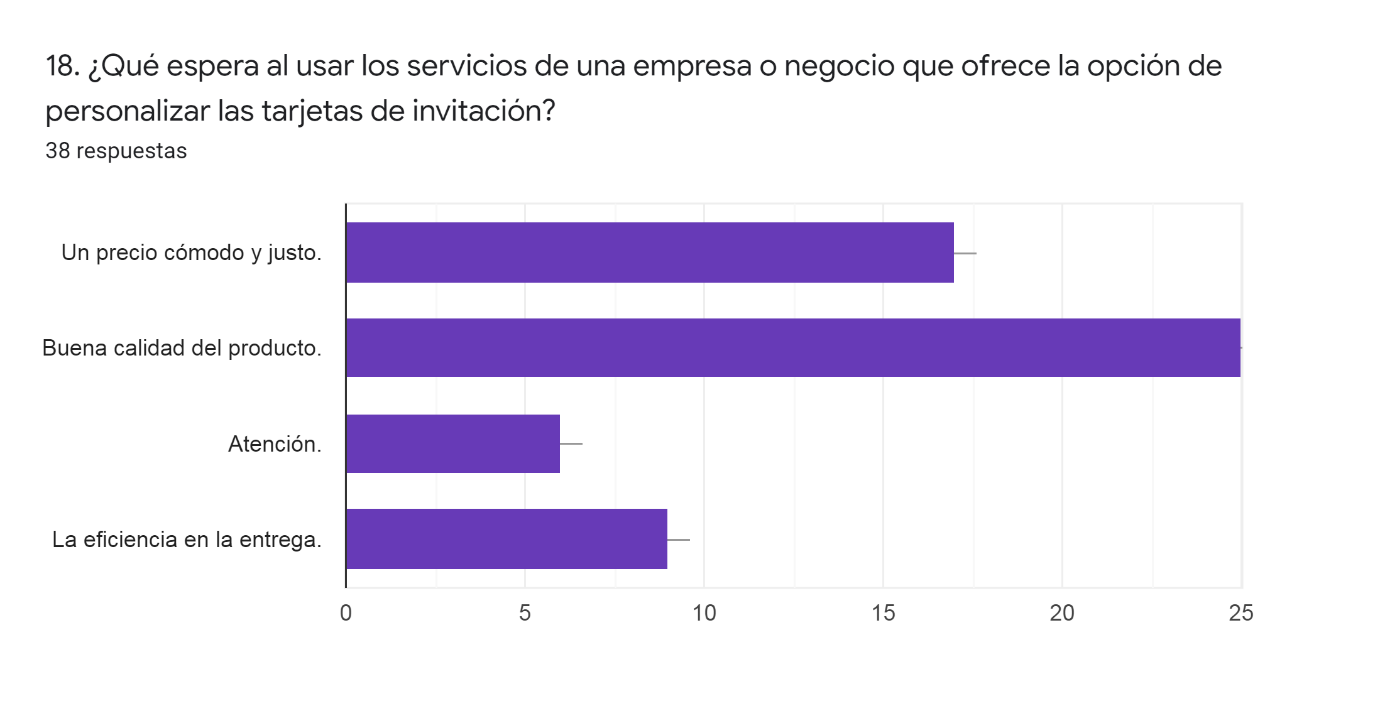 18. ¿Qué espera al usar los servicios de una empresa o negocio que ofrece la opción de
personalizar las tarjetas de invitación?
38 respuestas
Un precio cómodo y justo.
Buena calidad del producto.
Atención.
La eficiencia en la entrega.
0 5 10 15 20 25